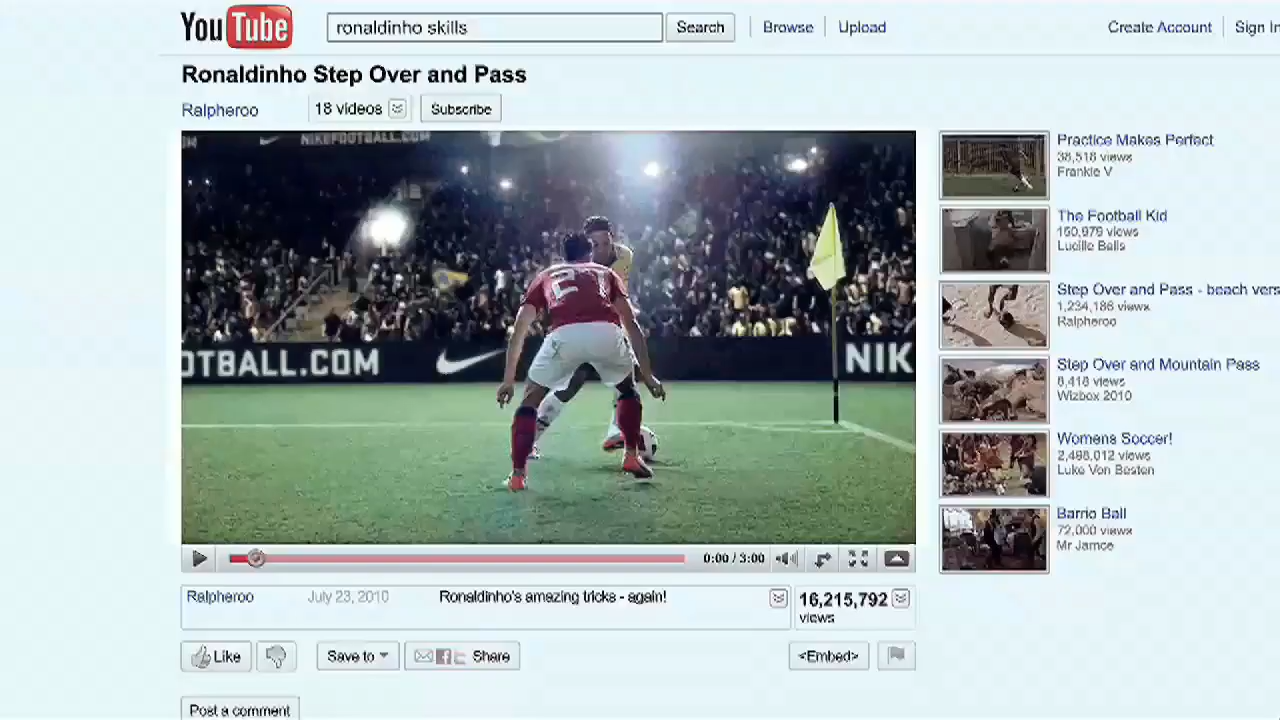 YouTube
ronaldinho skills
Search
Browse
Upload
Create Account
Sign In
Ronaldinho Step Over and Pass
Ralpheroo
18 videos
Subscribe
NIKEFOOTBALL.COM
21
OTBALL.COM
NIK
0:00 / 3:00
Practice Makes Perfect
38,518 views
Frankie V
The Football Kid
150,979 views
Lucille Balls
Step Over and Pass - beach vers
1,234,186 views
Ralpheroo
Step Over and Mountain Pass
8,418 views
Wizbox 2010
Womens Soccer!
2,498,012 views
Luke Von Besten
Barrio Ball
72,000 views
Mr Jamce
Ralpheroo
July 23, 2010
Ronaldinho's amazing tricks - again!
16,215,792
views
Like
Save to
Share
<Embed>
Post a comment